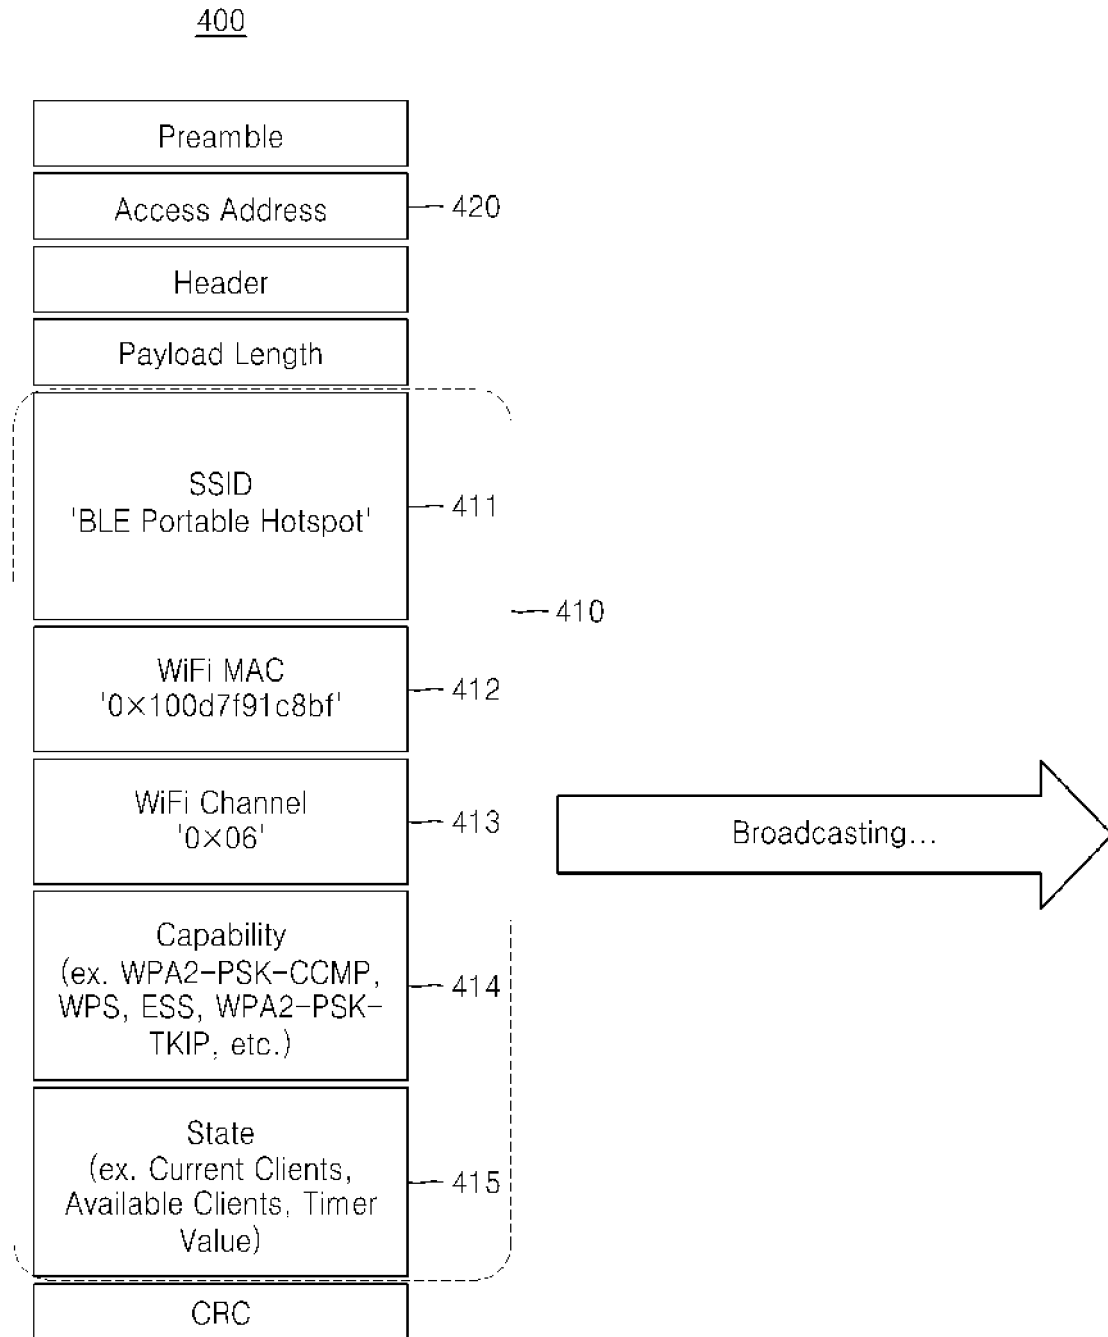 400
Preamble
Access Address
420
Header
Payload Length
SSID
'BLE Portable Hotspot'
411
410
WiFi MAC
'0×100d7f91c8bf'
412
WiFi Channel
'0×06'
413
Broadcasting...
Capability
(ex. WPA2-PSK-CCMP,
WPS, ESS, WPA2-PSK-
TKIP, etc.)
414
State
(ex. Current Clients,
Available Clients, Timer
Value)
415
CRC